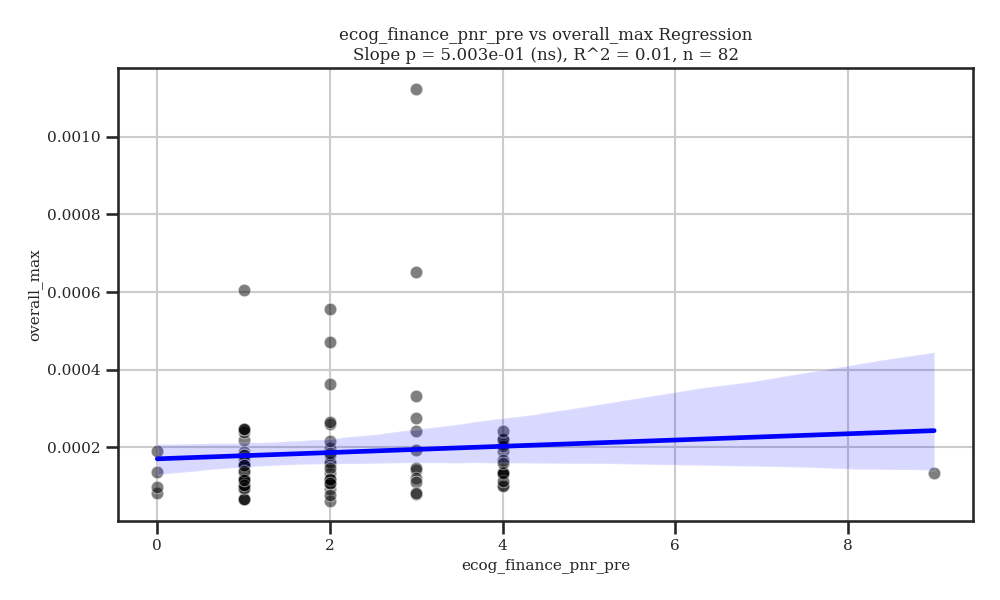 ecog_finance_pnr_pre vs overall_max Regression
Slope p = 5.003e-01 (ns), R^2 = 0.01, n = 82
0.0010
0.0008
0.0006
0.0004
0.0002
overall_max
0
2
4
6
8
ecog_finance_pnr_pre